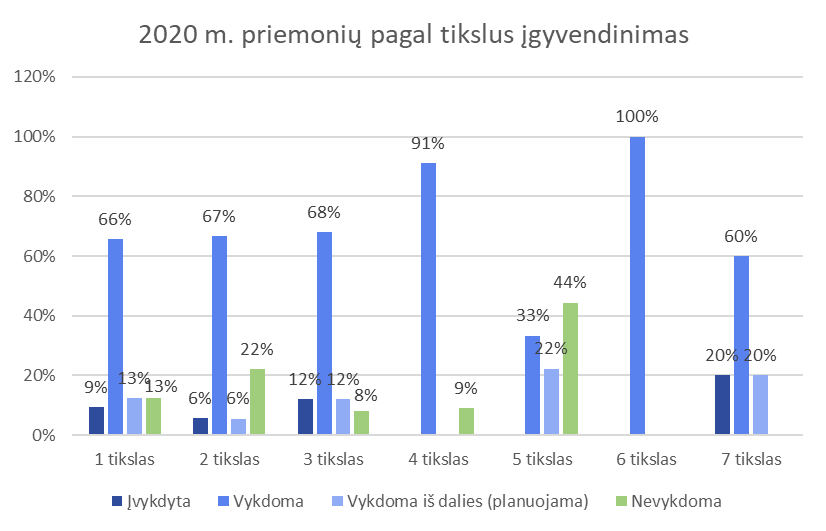 2020 m. priemonių pagal tikslus įgyvendinimas
120%
100%
80%
60%
40%
20%
0%
9%
66%
13%
13%
6%
67%
6%
22%
12%
68%
12%
8%
91%
9%
33%
22%
44%
100%
20%
60%
20%
1 tikslas
2 tikslas
3 tikslas
4 tikslas
5 tikslas
6 tikslas
7 tikslas
Įvykdyta
Vykdoma
Vykdoma iš dalies (planuojama)
Nevykdoma